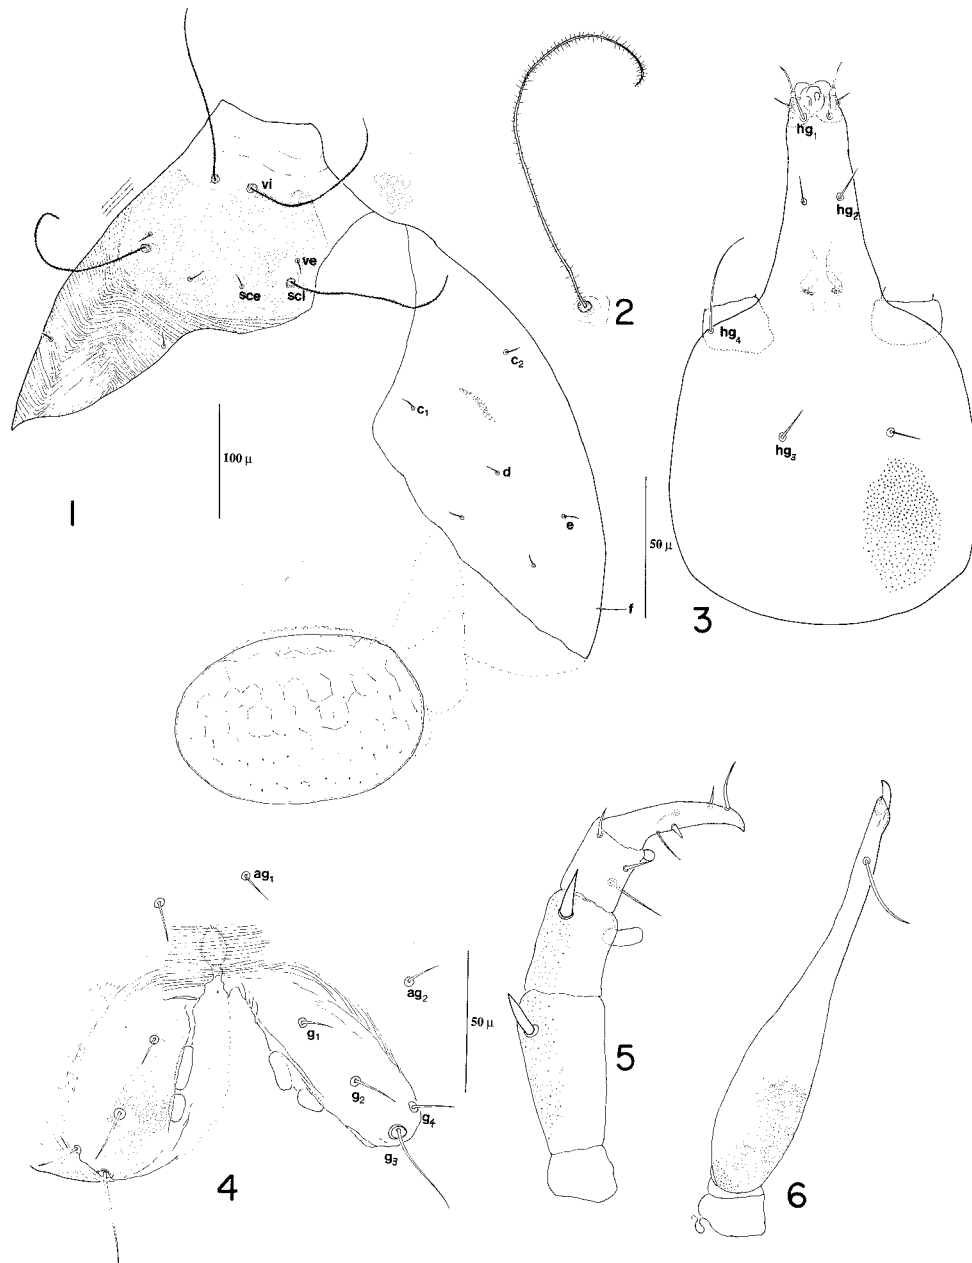 vi
ve
sce
sci
100 μ
1
c₂
c₁
d
e
f
2
hg₁
hg₂
hg₄
hg₃
50 μ
3
ag₁
ag₂
g₁
g₂
g₄
g₃
50 μ
4
5
6